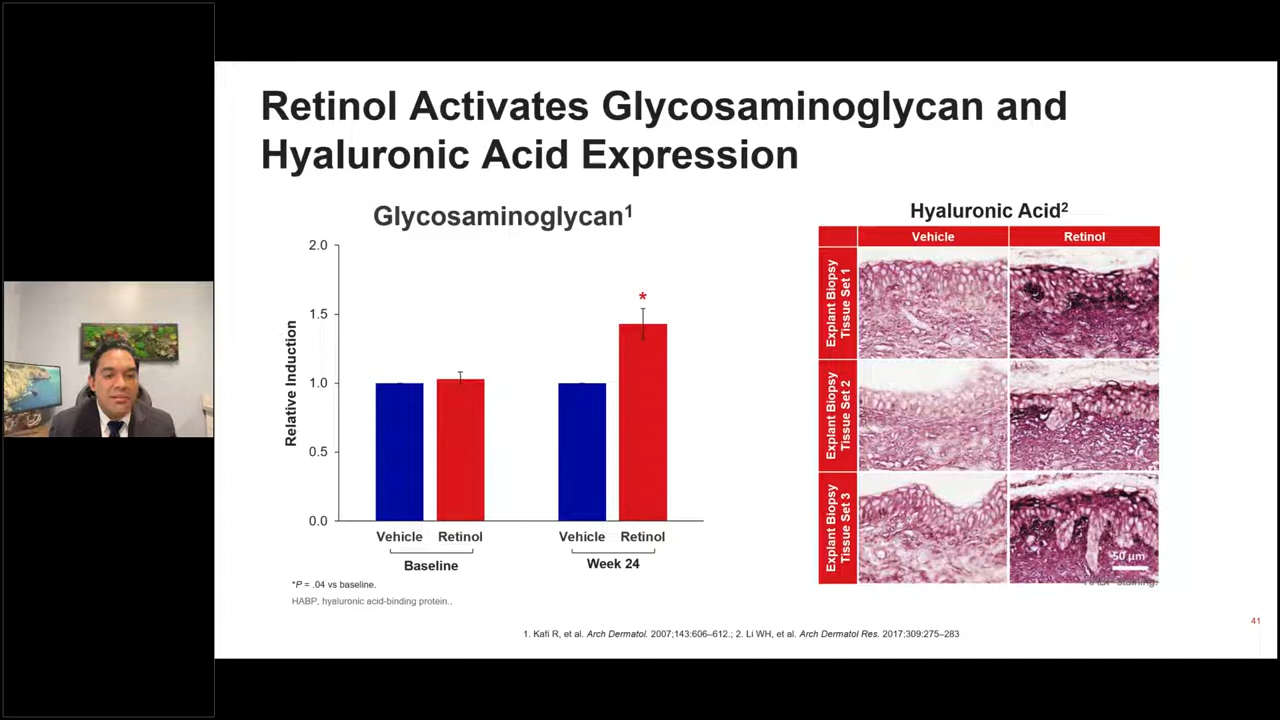 Retinol Activates Glycosaminoglycan and
Hyaluronic Acid Expression
Glycosaminoglycan¹
2.0
1.5
1.0
0.5
0.0
Relative Induction
*
Vehicle Retinol Vehicle Retinol
Baseline Week 24
*P = .04 vs baseline.
HABP, hyaluronic acid-binding protein..
Hyaluronic Acid²
Vehicle Retinol
Explant Biopsy
Tissue Set 1
Explant Biopsy
Tissue Set 2
Explant Biopsy
Tissue Set 3
50 µm
HABP staining.
1. Kafi R, et al. Arch Dermatol. 2007;143:606–612.; 2. Li WH, et al. Arch Dermatol Res. 2017;309:275–283
41